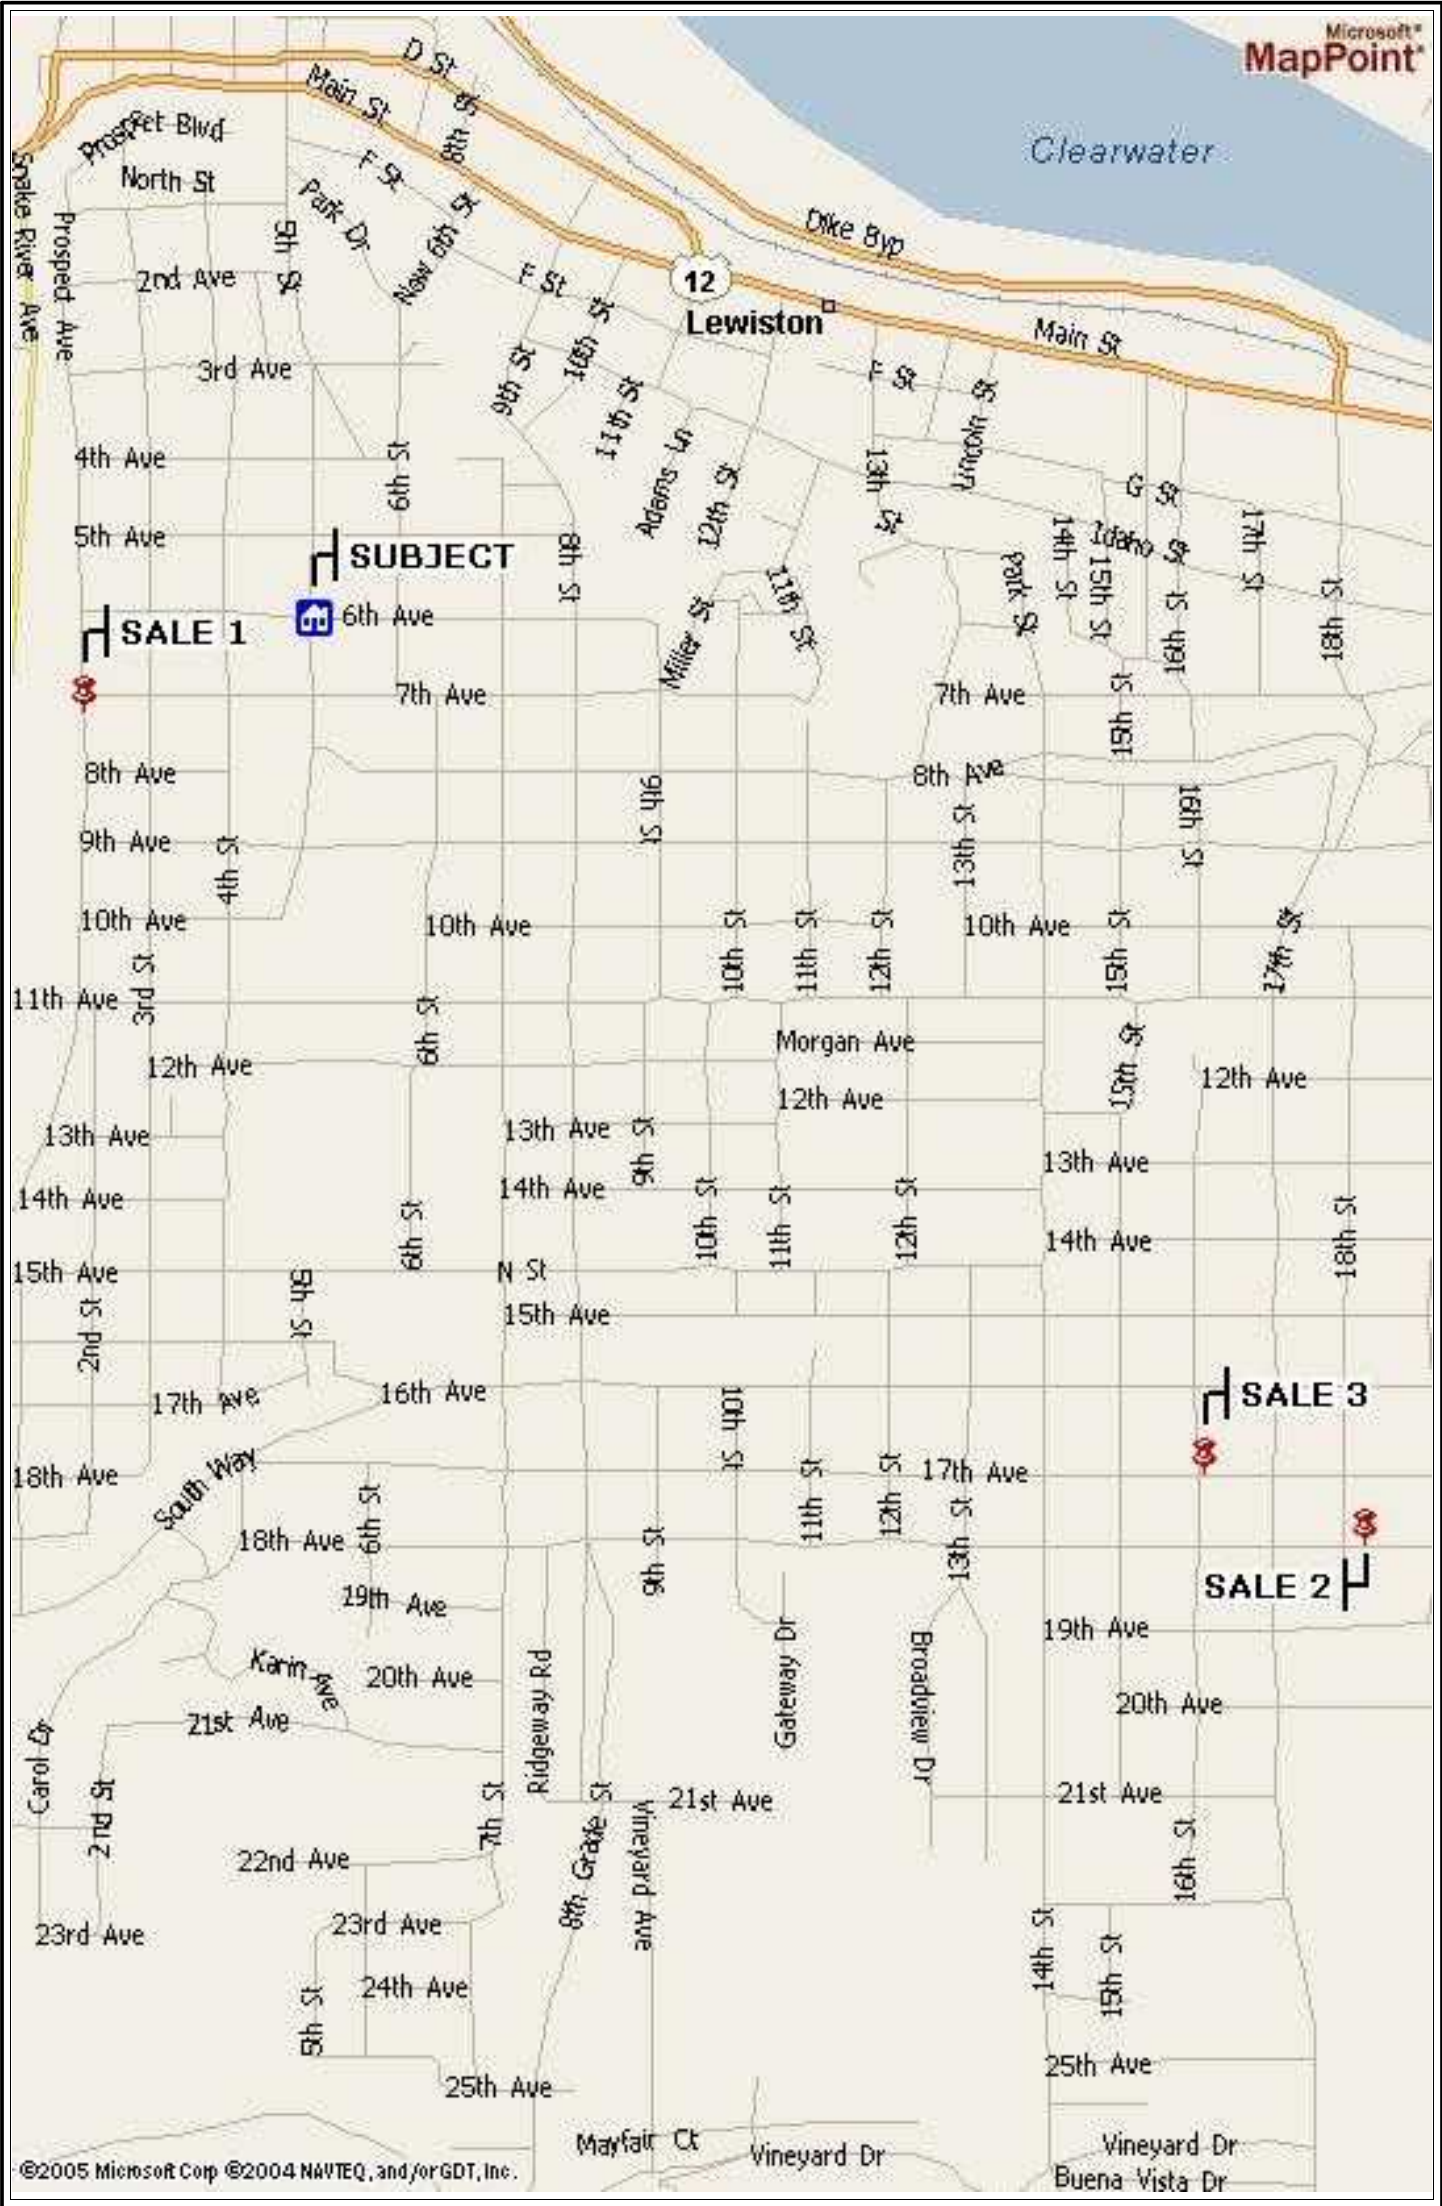 Microsoft®
MapPoint®
D St
Main St
8th St
Clearwater
Prospect Blvd
F St
North St
Park Dr
New 6th St
Snake River Ave
Prospect Ave
5th St
Dike Byp
2nd Ave
F St
12
Lewiston
Main St
10th St
9th St
3rd Ave
11th St
F St
Lincoln St
Adams Ln
12th St
13th St
4th Ave
6th St
G St
Idaho St
17th St
14th St
15th St
5th Ave
SUBJECT
8th St
11th St
Park St
16th St
18th St
6th Ave
SALE 1
Miller St
7th Ave
7th Ave
15th St
8th Ave
8th Ave
9th St
16th St
13th St
9th Ave
4th St
10th Ave
10th Ave
10th St
11th St
12th St
10th Ave
15th St
17th St
3rd St
11th Ave
6th St
Morgan Ave
15th St
12th Ave
12th Ave
12th Ave
13th Ave
13th Ave
9th St
13th Ave
14th Ave
14th Ave
10th St
11th St
12th St
6th St
14th Ave
18th St
15th Ave
N St
5th St
2nd St
15th Ave
17th Ave
16th Ave
10th St
SALE 3
18th Ave
South Way
6th St
11th St
12th St
17th Ave
13th St
18th Ave
9th St
SALE 2
19th Ave
19th Ave
Karin Ave
20th Ave
Ridgeway Rd
Gateway Dr
Broadview Dr
20th Ave
21st Ave
Carol Dr
2nd St
7th St
21st Ave
21st Ave
8th Grade St
Vineyard Ave
16th St
22nd Ave
23rd Ave
23rd Ave
14th St
15th St
24th Ave
5th St
25th Ave
25th Ave
Mayfair Ct
Vineyard Dr
Vineyard Dr
Buena Vista Dr
©2005 Microsoft Corp ©2004 NAVTEQ, and/or GDT, Inc.